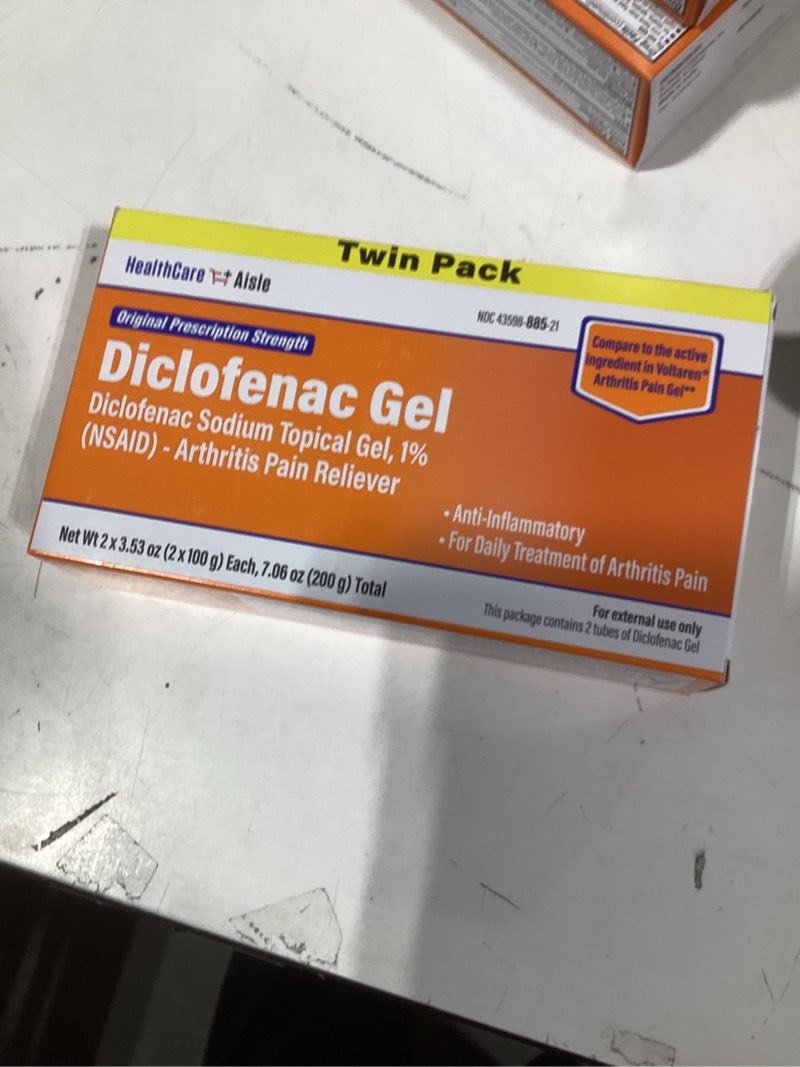 Twin Pack
HealthCare Aisle
NDC 43598-885-21
Original Prescription Strength
Compare to the active
ingredient in Voltaren®
Arthritis Pain Gel**
Diclofenac Gel
Diclofenac Sodium Topical Gel, 1%
(NSAID) - Arthritis Pain Reliever
• Anti-Inflammatory
• For Daily Treatment of Arthritis Pain
Net Wt 2 x 3.53 oz (2 x 100 g) Each, 7.06 oz (200 g) Total
For external use only
This package contains 2 tubes of Diclofenac Gel